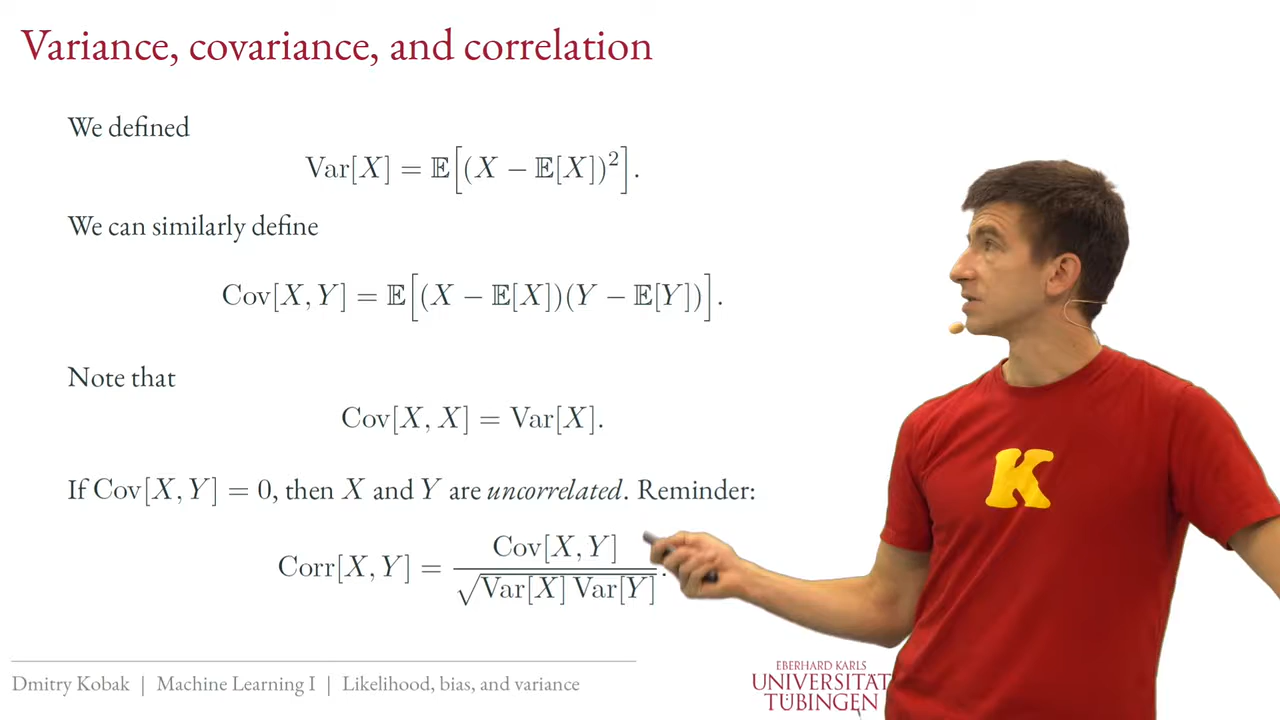 Variance, covariance, and correlation
We defined
Var[X] = 𝔼[(X − 𝔼[X])²].
We can similarly define
Cov[X, Y] = 𝔼[(X − 𝔼[X])(Y − 𝔼[Y])].
Note that
Cov[X, X] = Var[X].
If Cov[X, Y] = 0, then X and Y are uncorrelated. Reminder:
Corr[X, Y] = Cov[X, Y] / √(Var[X] Var[Y]).
K
Dmitry Kobak | Machine Learning I | Likelihood, bias, and variance
EBERHARD KARLS
UNIVERSITÄT
TÜBINGEN